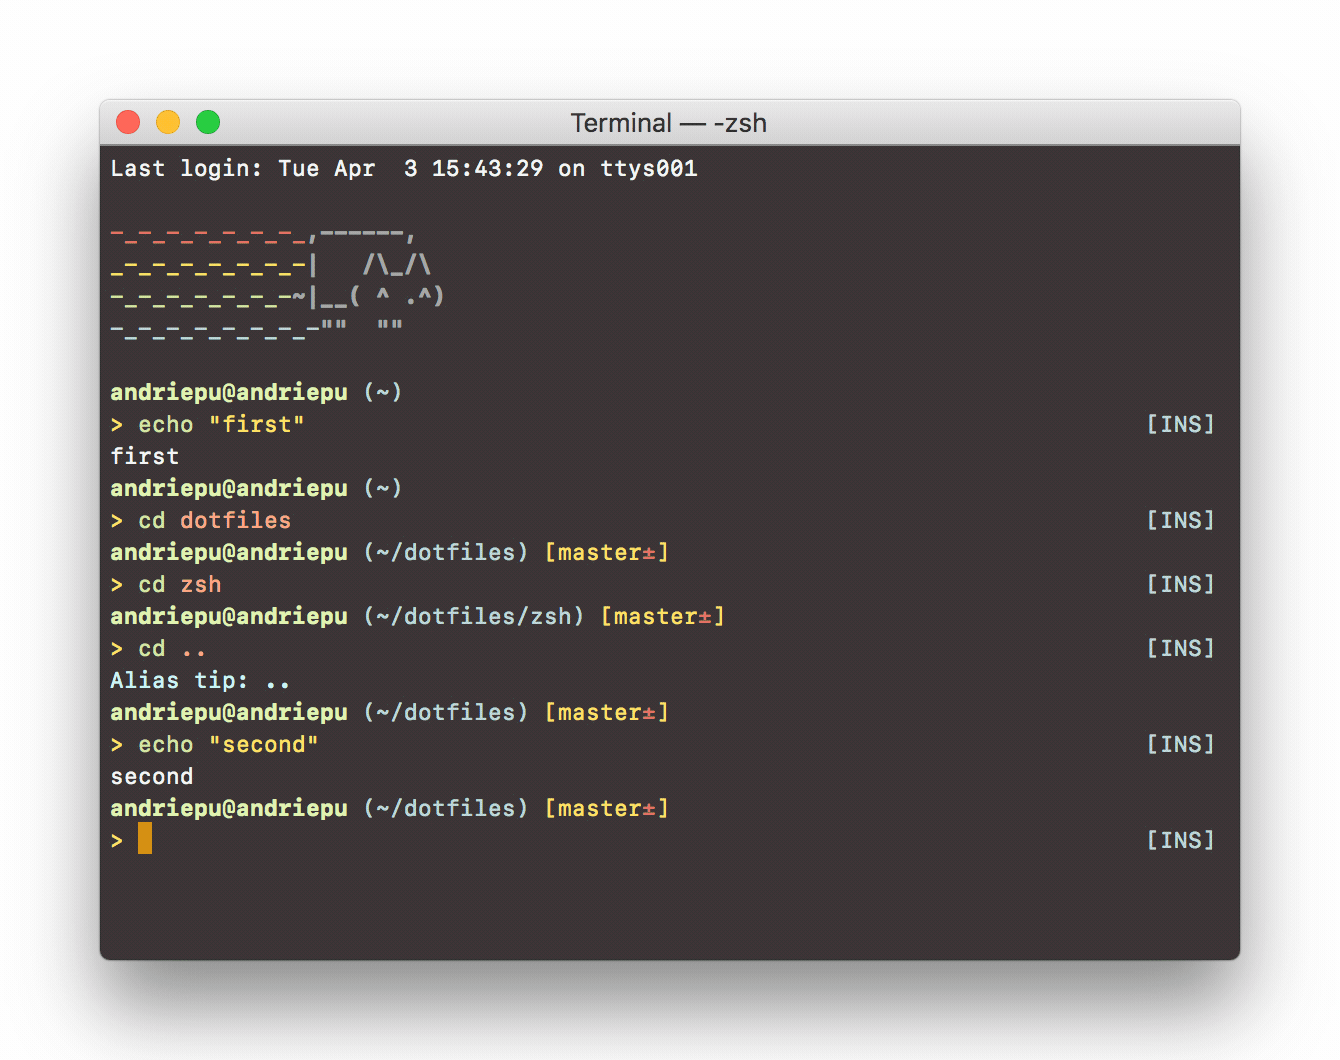 Terminal — -zsh
Last login: Tue Apr  3 15:43:29 on ttys001
-_-_-_-_-_-_-_,------,
_-_-_-_-_-_-_-|   /\_/\
-_-_-_-_-_-_-~|__( ^ .^)
-_-_-_-_-_-_-_-""  ""
andriepu@andriepu (~)
> echo "first" [INS]
first
andriepu@andriepu (~)
> cd dotfiles [INS]
andriepu@andriepu (~/dotfiles) [master±]
> cd zsh [INS]
andriepu@andriepu (~/dotfiles/zsh) [master±]
> cd .. [INS]
Alias tip: ..
andriepu@andriepu (~/dotfiles) [master±]
> echo "second" [INS]
second
andriepu@andriepu (~/dotfiles) [master±]
> [INS]